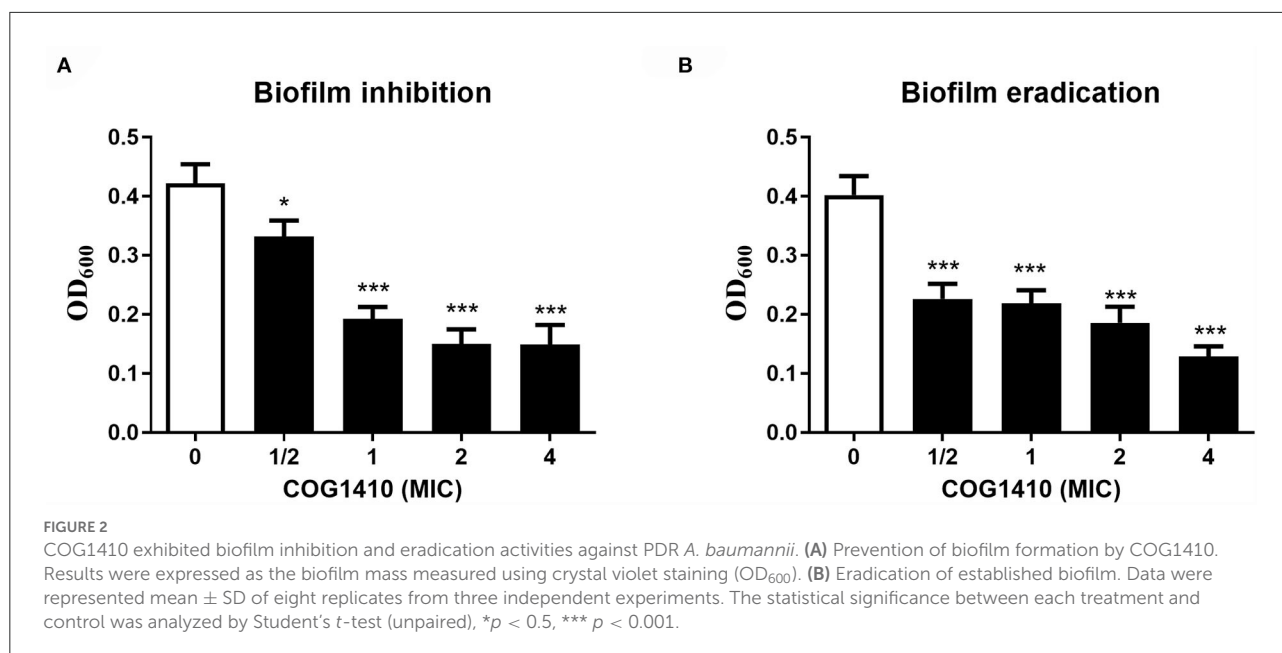 A
Biofilm inhibition
0.5
0.4
0.3
0.2
0.1
0.0
OD600
*
***
***
***
0 1/2 1 2 4
COG1410 (MIC)
B
Biofilm eradication
0.5
0.4
0.3
0.2
0.1
0.0
OD600
***
***
***
***
0 1/2 1 2 4
COG1410 (MIC)
FIGURE 2
COG1410 exhibited biofilm inhibition and eradication activities against PDR A. baumannii. (A) Prevention of biofilm formation by COG1410.
Results were expressed as the biofilm mass measured using crystal violet staining (OD600). (B) Eradication of established biofilm. Data were
represented mean ± SD of eight replicates from three independent experiments. The statistical significance between each treatment and
control was analyzed by Student's t-test (unpaired), *p < 0.5, *** p < 0.001.